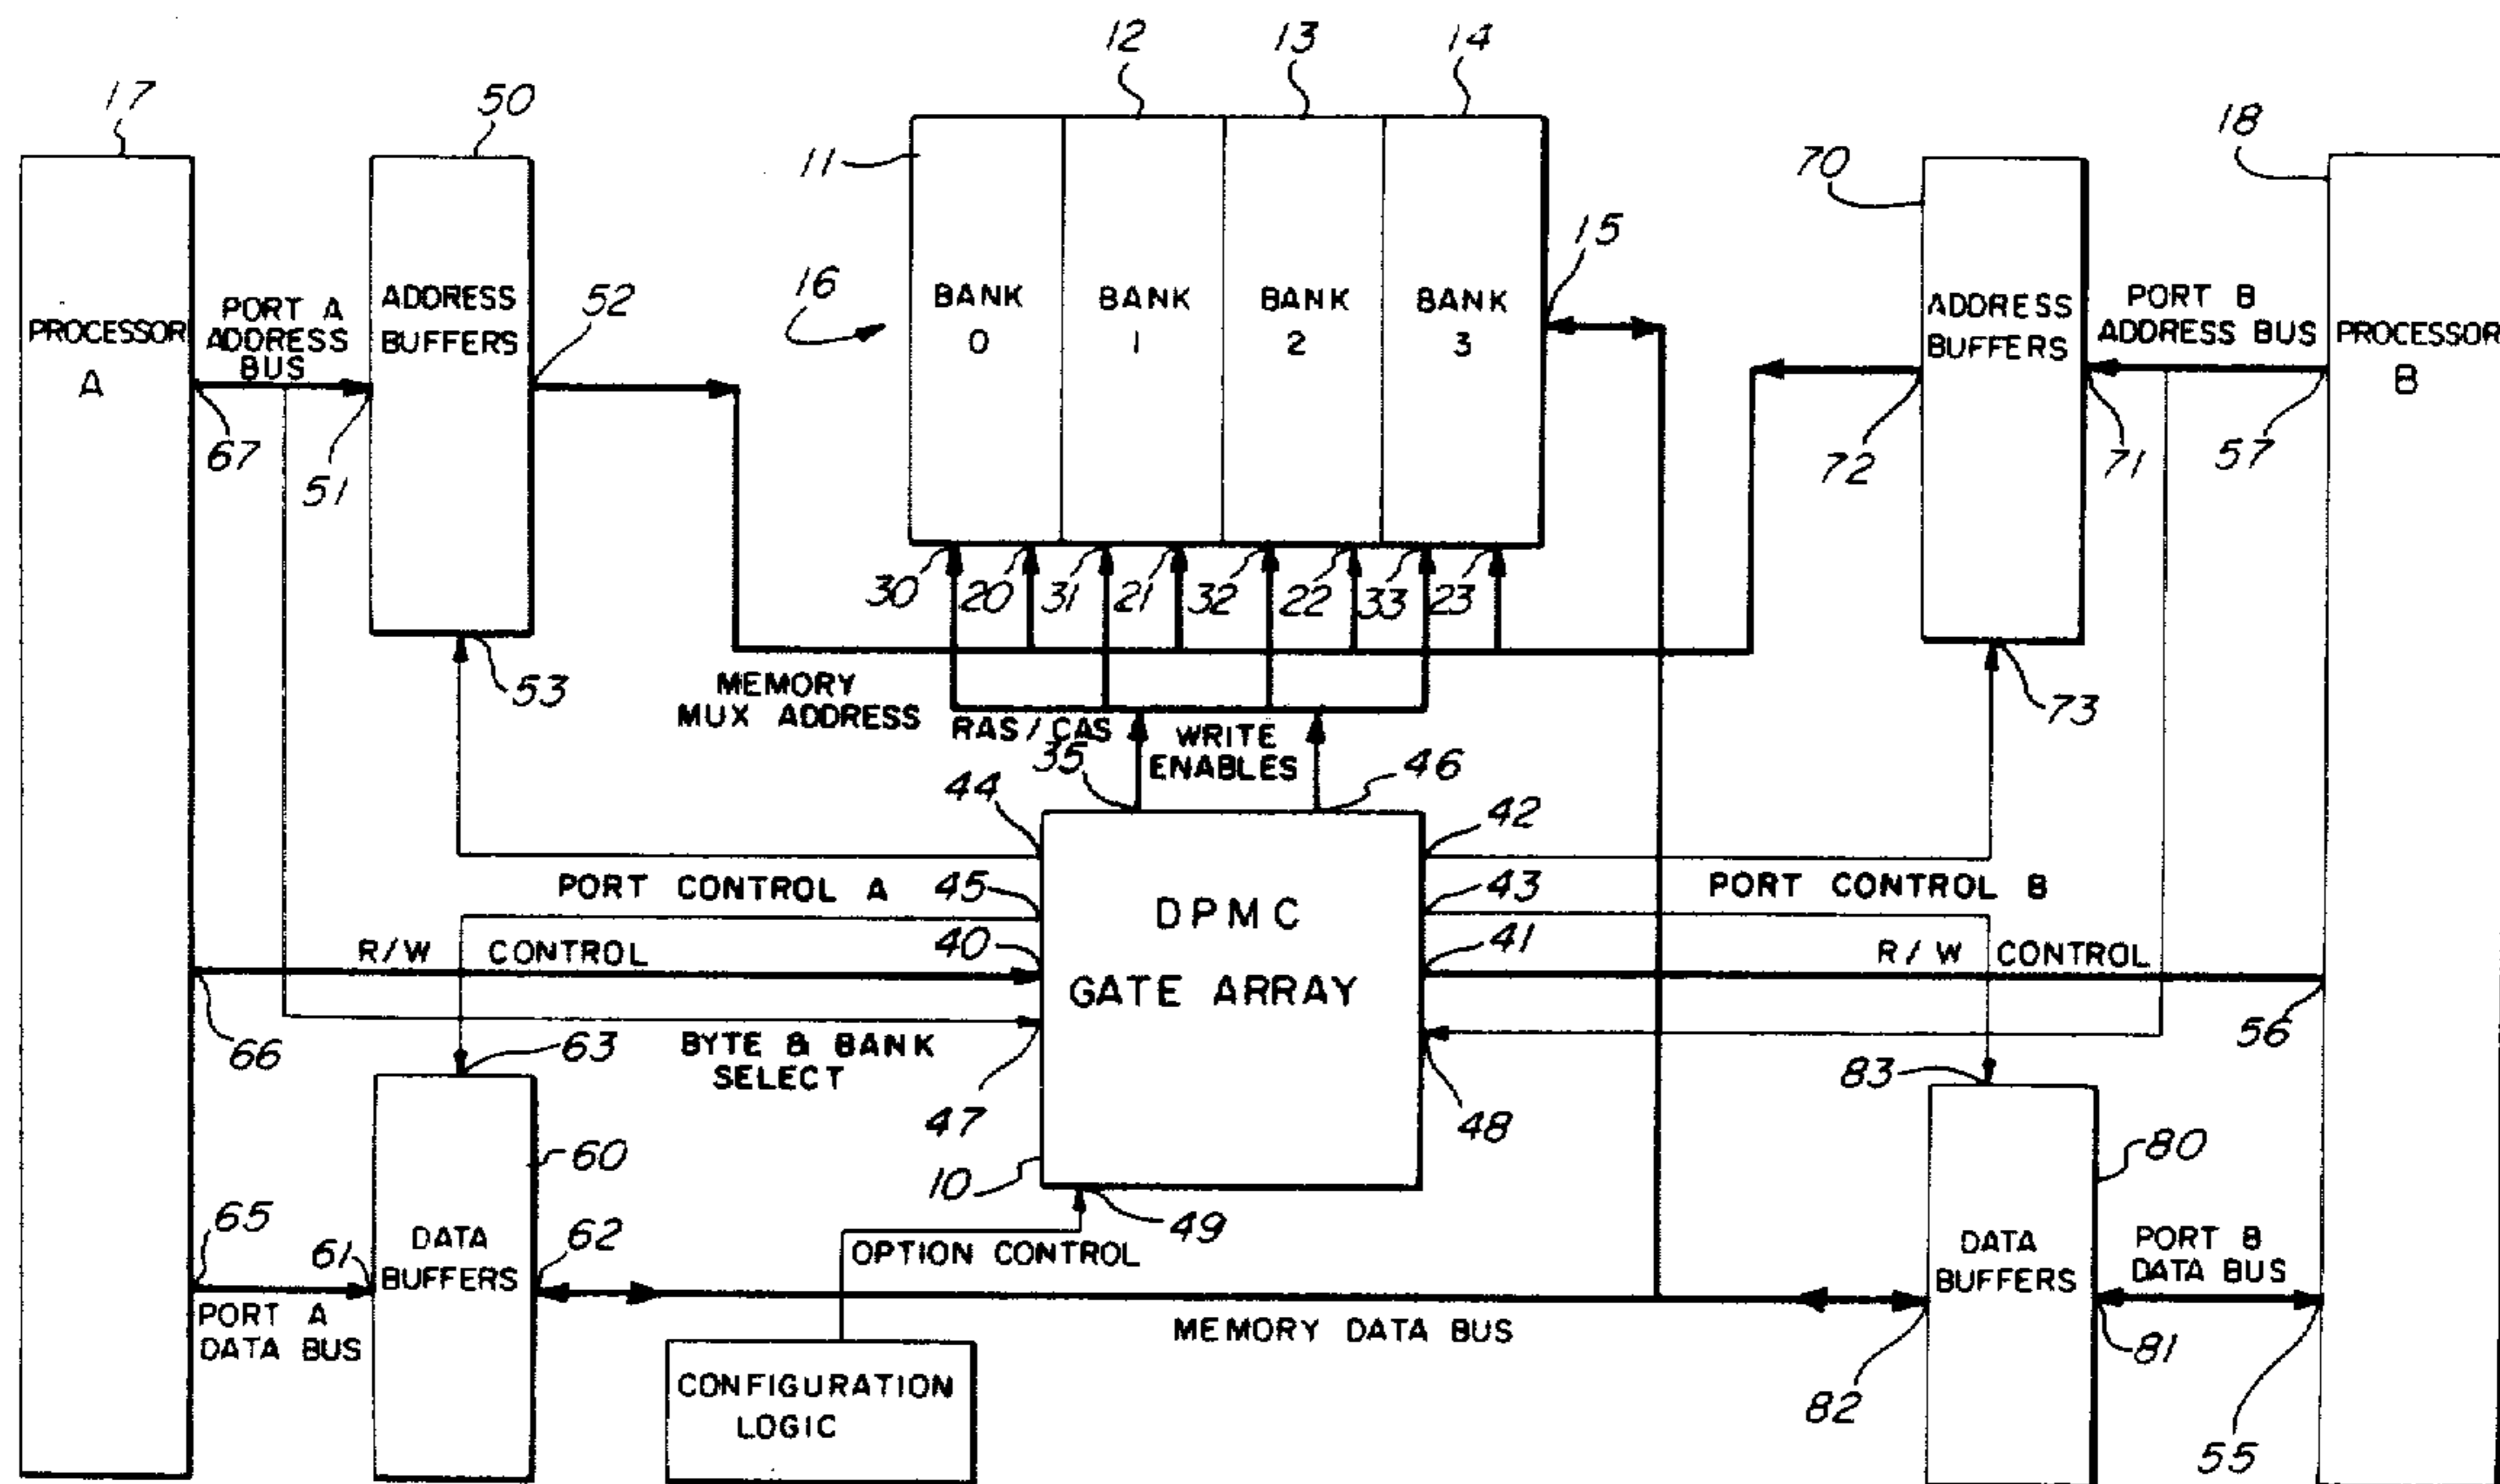 12 13 14
17 50
18
11
70
15
16
PORT A
ADDRESS
BUS
ADDRESS
BUFFERS
52
BANK
0
BANK
1
BANK
2
BANK
3
ADDRESS
BUFFERS
PORT B
ADDRESS BUS
PROCESSOR
A
PROCESSOR
B
67
51
72
71
57
30 20 31 21 32 22 33 23
53
73
MEMORY
MUX ADDRESS
RAS/CAS
35
WRITE
ENABLES
46
44
42
PORT CONTROL A
45
43
PORT CONTROL B
DPMC
GATE ARRAY
R/W CONTROL
40
41
R/W CONTROL
66
63
BYTE & BANK
SELECT
47
48
56
83
60
10
80
65
61
62
49
DATA
BUFFERS
OPTION CONTROL
DATA
BUFFERS
PORT B
DATA BUS
PORT A
DATA BUS
MEMORY DATA BUS
81
82
55
CONFIGURATION
LOGIC